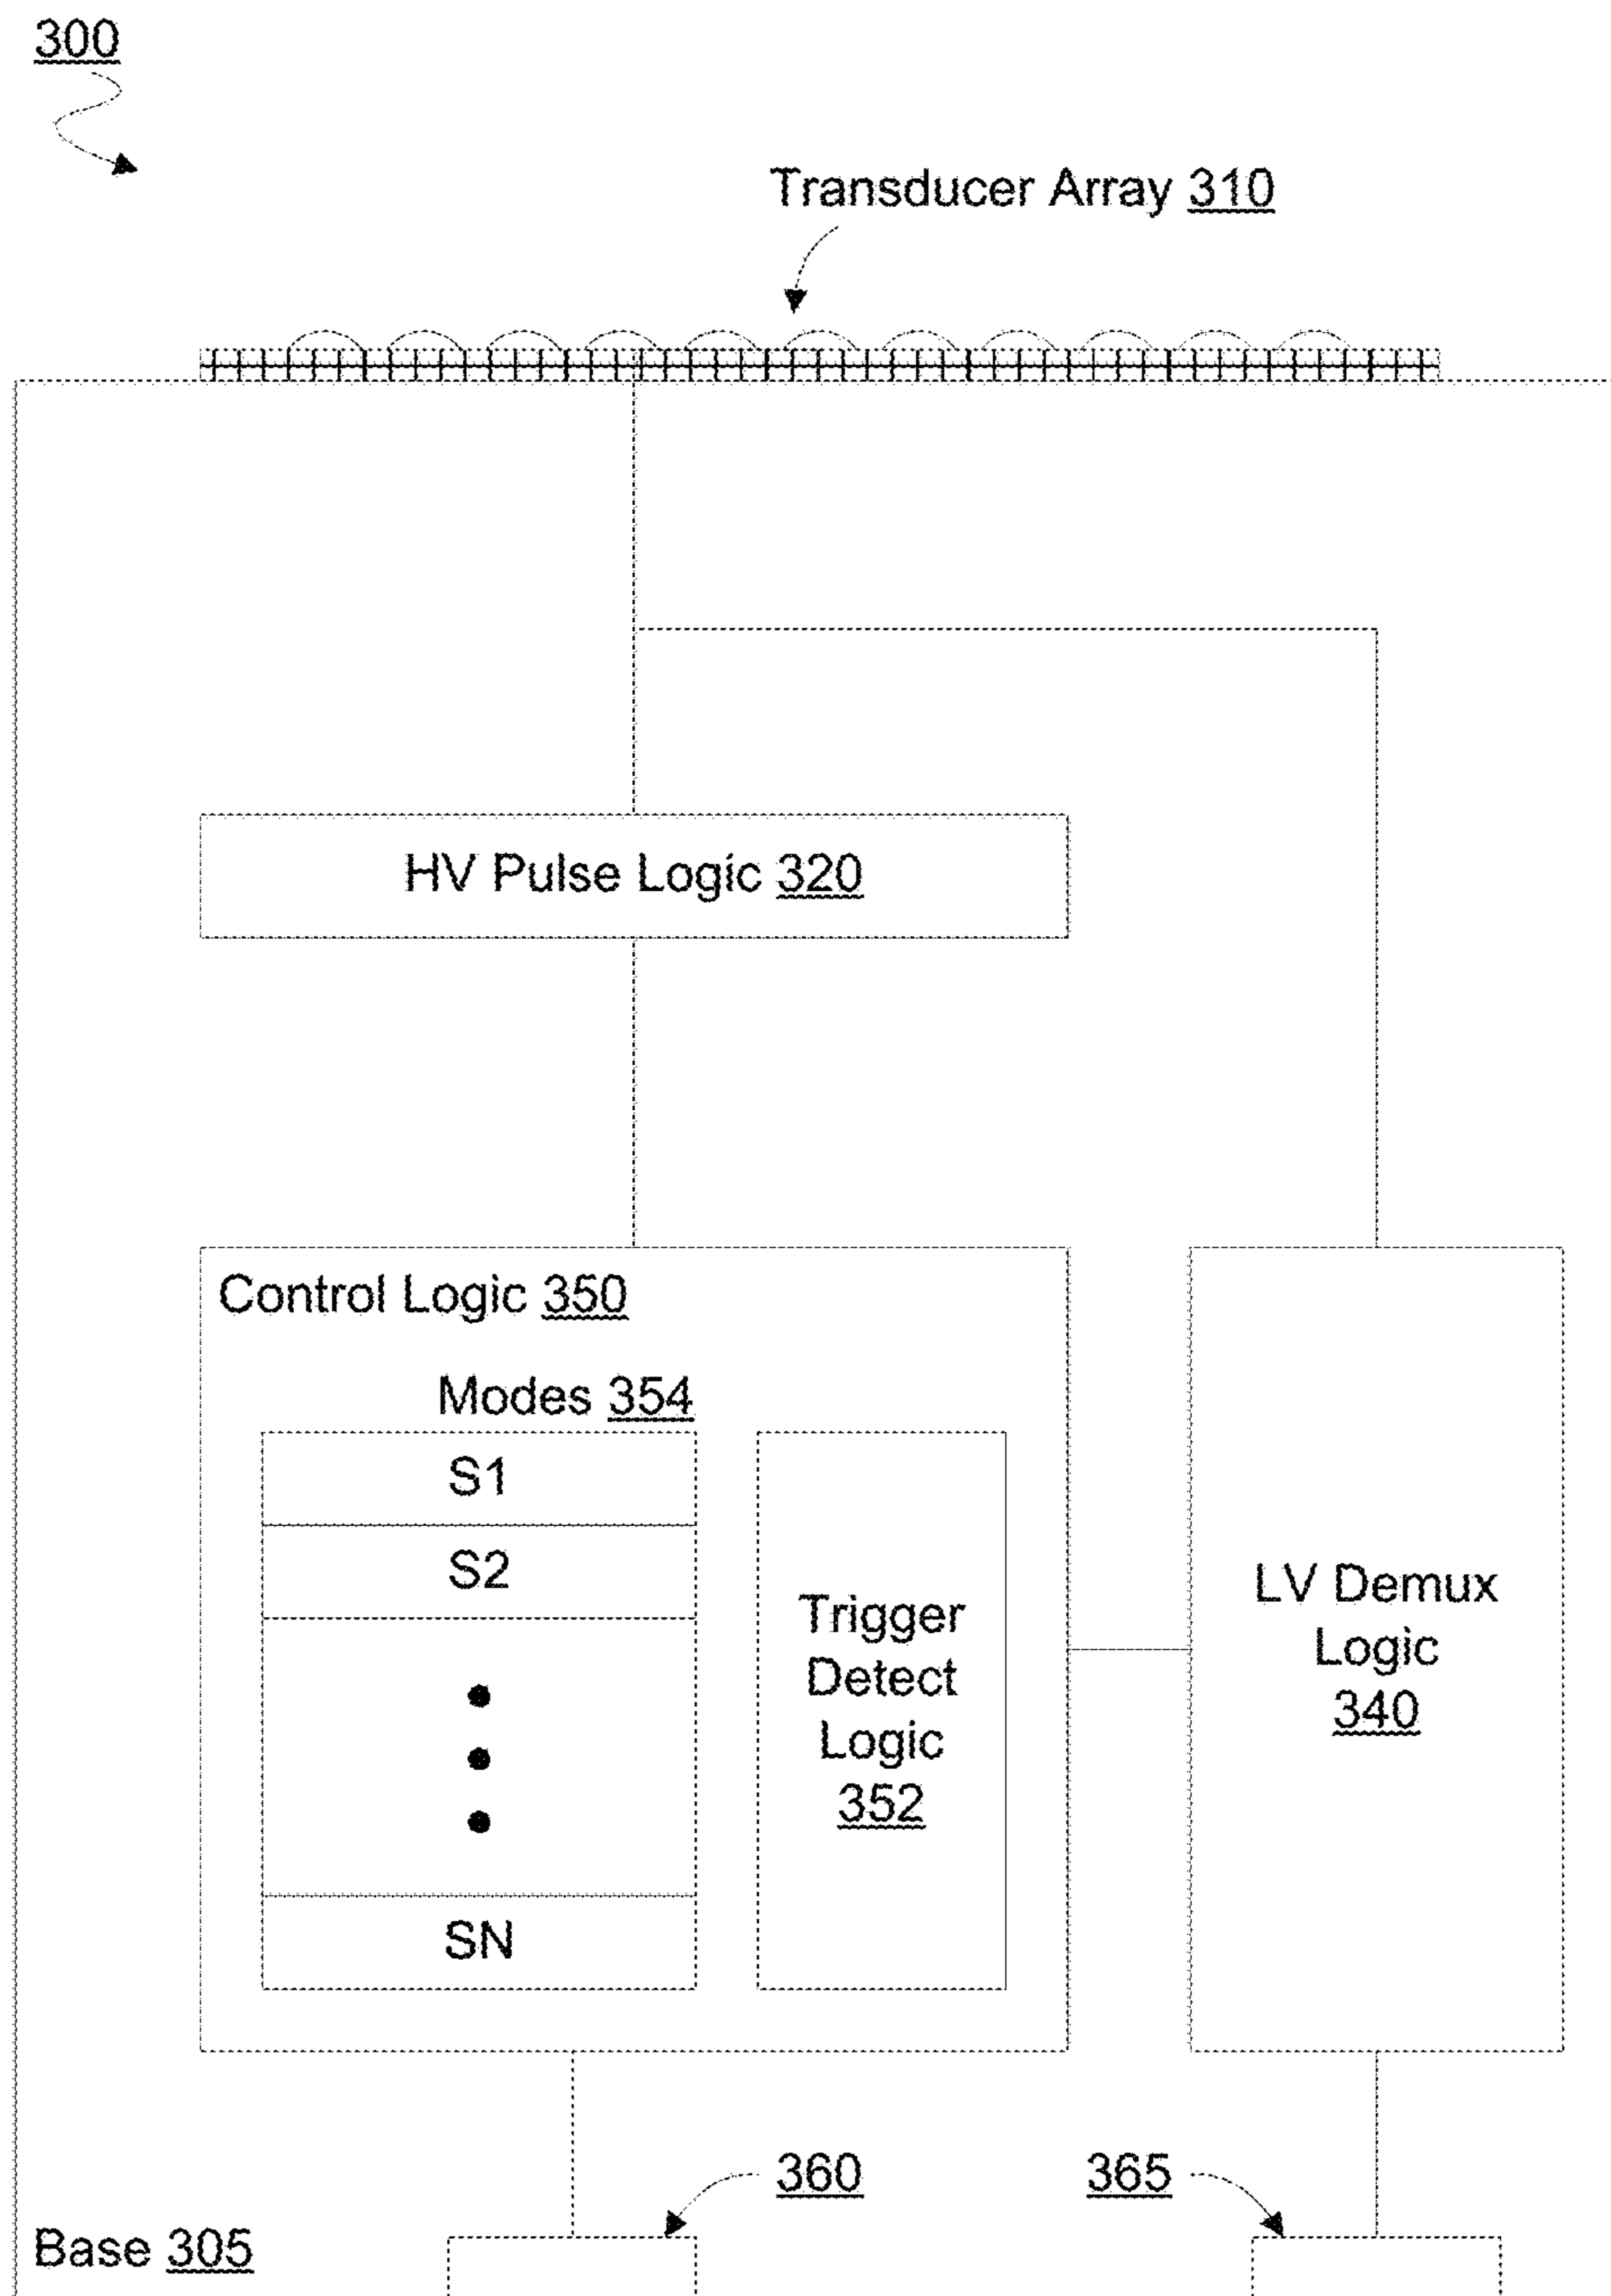 300
Transducer Array 310
HV Pulse Logic 320
Control Logic 350
Modes 354
S1
S2
SN
Trigger
Detect
Logic
352
LV Demux
Logic
340
360
365
Base 305